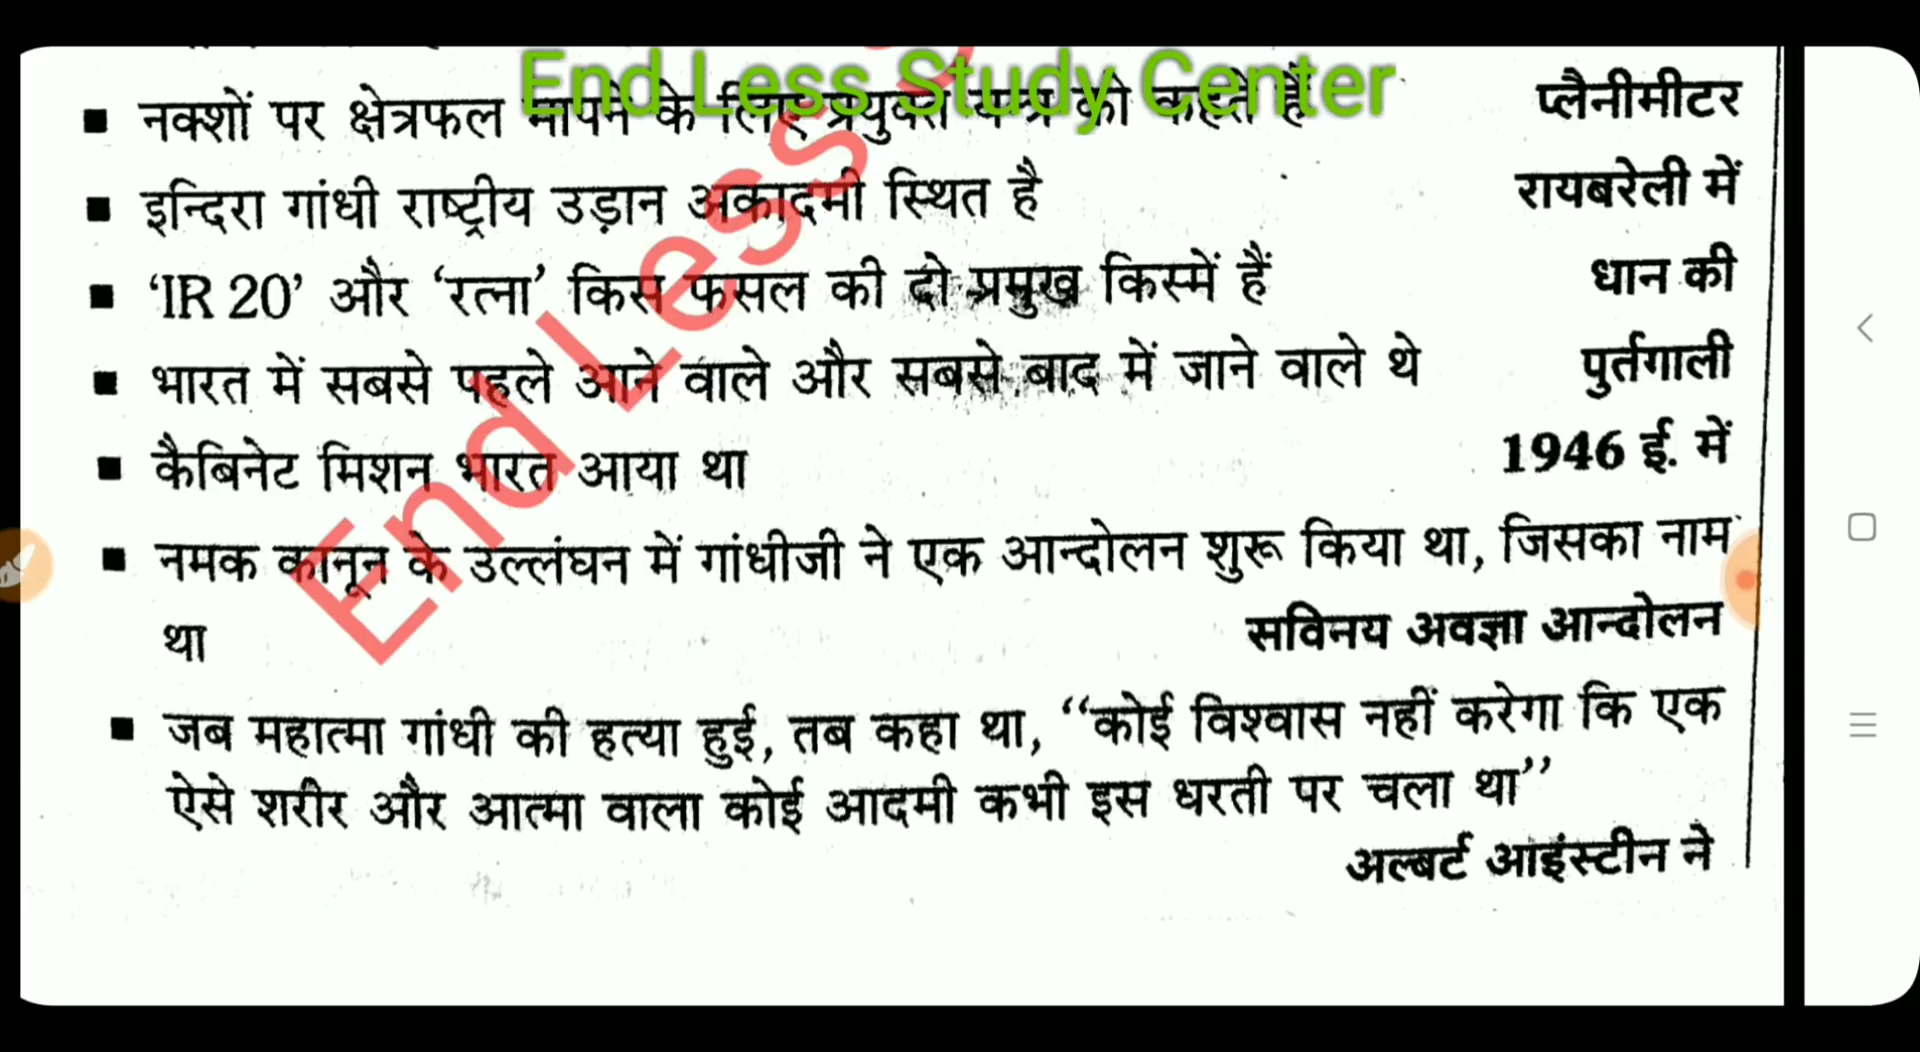 End Less Study Center
■ नक्शों पर क्षेत्रफल मापने के लिए प्रयुक्त यन्त्र को कहते हैं प्लैनीमीटर
■ इन्दिरा गांधी राष्ट्रीय उड़ान अकादमी स्थित है रायबरेली में
■ ‘IR 20’ और ‘रत्ना’ किस फसल की दो प्रमुख किस्में हैं धान की
■ भारत में सबसे पहले आने वाले और सबसे बाद में जाने वाले थे पुर्तगाली
■ कैबिनेट मिशन भारत आया था 1946 ई. में
■ नमक कानून के उल्लंघन में गांधीजी ने एक आन्दोलन शुरू किया था, जिसका नाम
था सविनय अवज्ञा आन्दोलन
■ जब महात्मा गांधी की हत्या हुई, तब कहा था, ‘‘कोई विश्वास नहीं करेगा कि एक
ऐसे शरीर और आत्मा वाला कोई आदमी कभी इस धरती पर चला था’’
अल्बर्ट आइंस्टीन ने
End Less